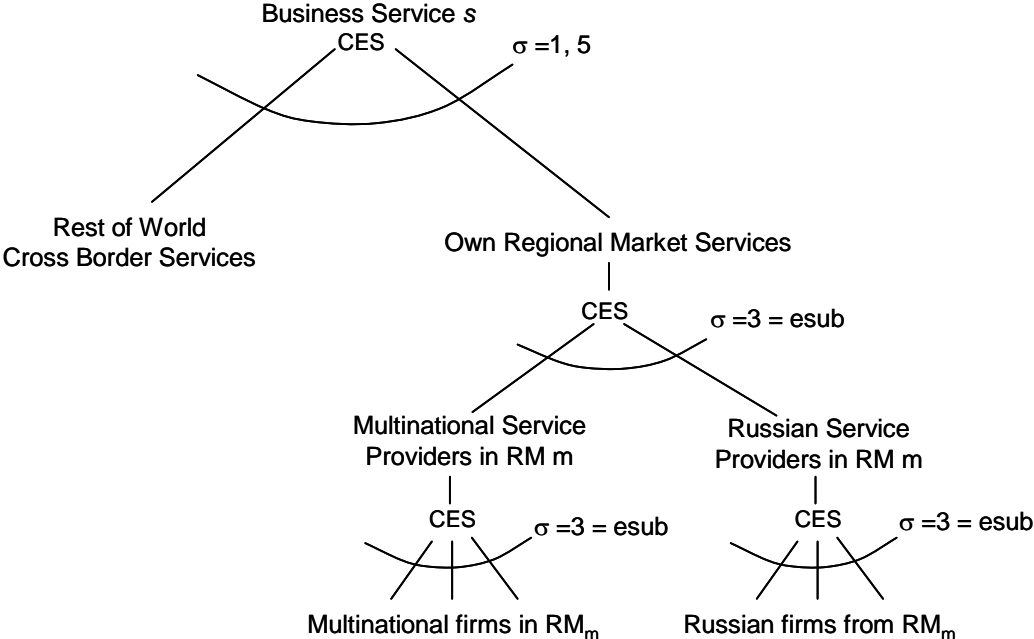 Business Service s
CES
σ =1, 5
Rest of World
Cross Border Services
Own Regional Market Services
CES
σ =3 = esub
Multinational Service
Providers in RM m
Russian Service
Providers in RM m
CES
σ =3 = esub
CES
σ =3 = esub
Multinational firms in RMm
Russian firms from RMm